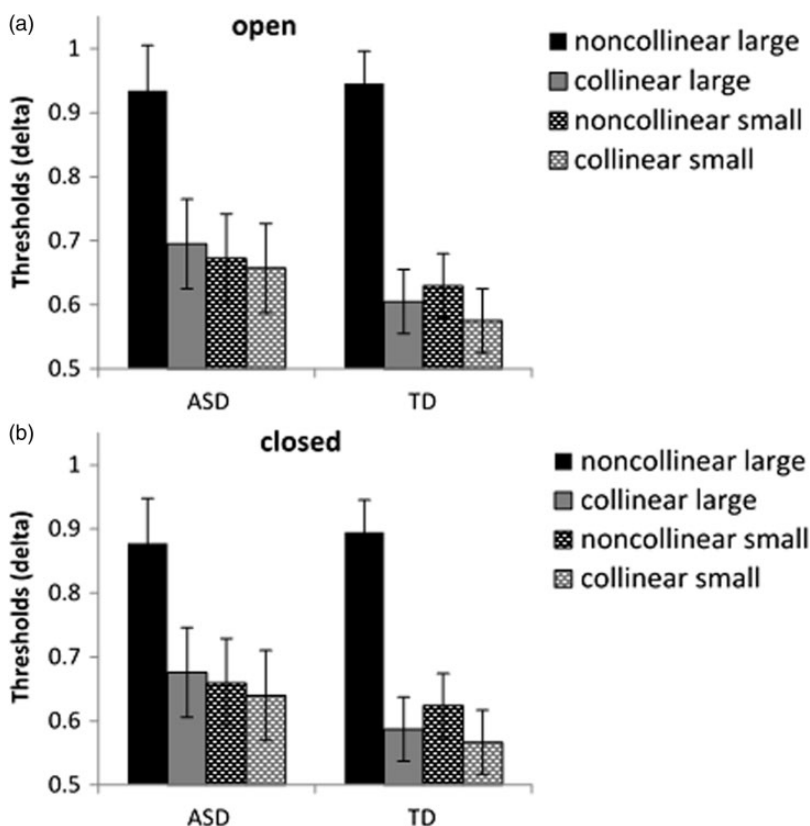 (a)
open
noncollinear large
collinear large
noncollinear small
collinear small
Thresholds (delta)
1
0.9
0.8
0.7
0.6
0.5
ASD TD
(b)
closed
noncollinear large
collinear large
noncollinear small
collinear small
Thresholds (delta)
1
0.9
0.8
0.7
0.6
0.5
ASD TD